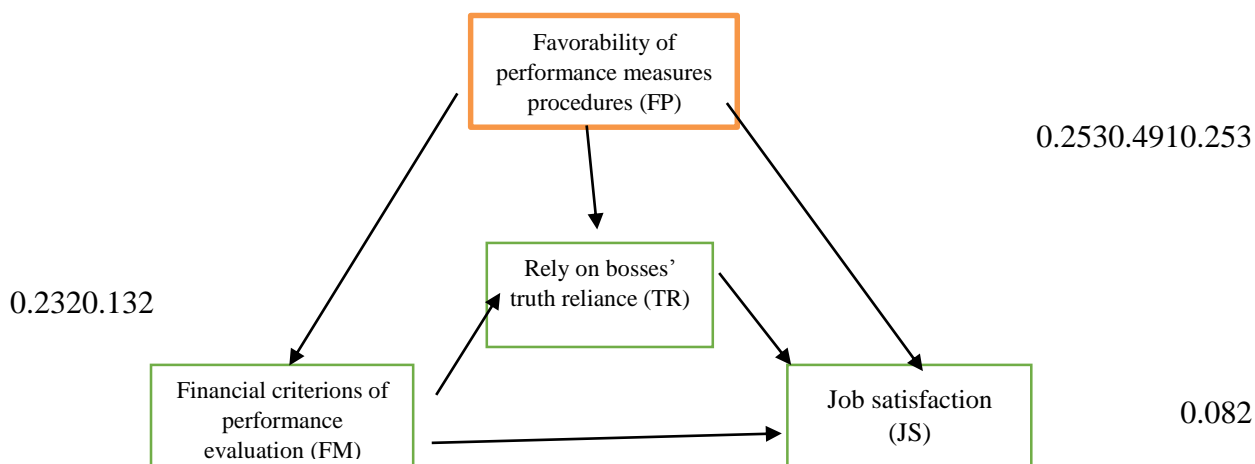 Favorability of
performance measures
procedures (FP)
0.2530.4910.253
Rely on bosses’
truth reliance (TR)
0.2320.132
Financial criterions of
performance
evaluation (FM)
Job satisfaction
(JS)
0.082